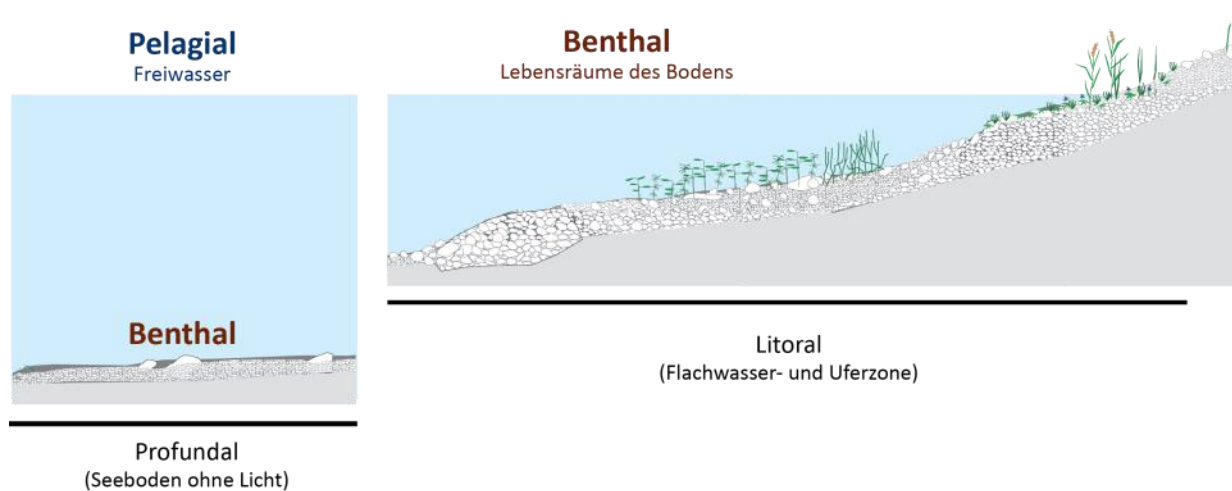 Pelagial
Freiwasser
Benthal
Profundal
(Seeboden ohne Licht)
Benthal
Lebensräume des Bodens
Litoral
(Flachwasser- und Uferzone)